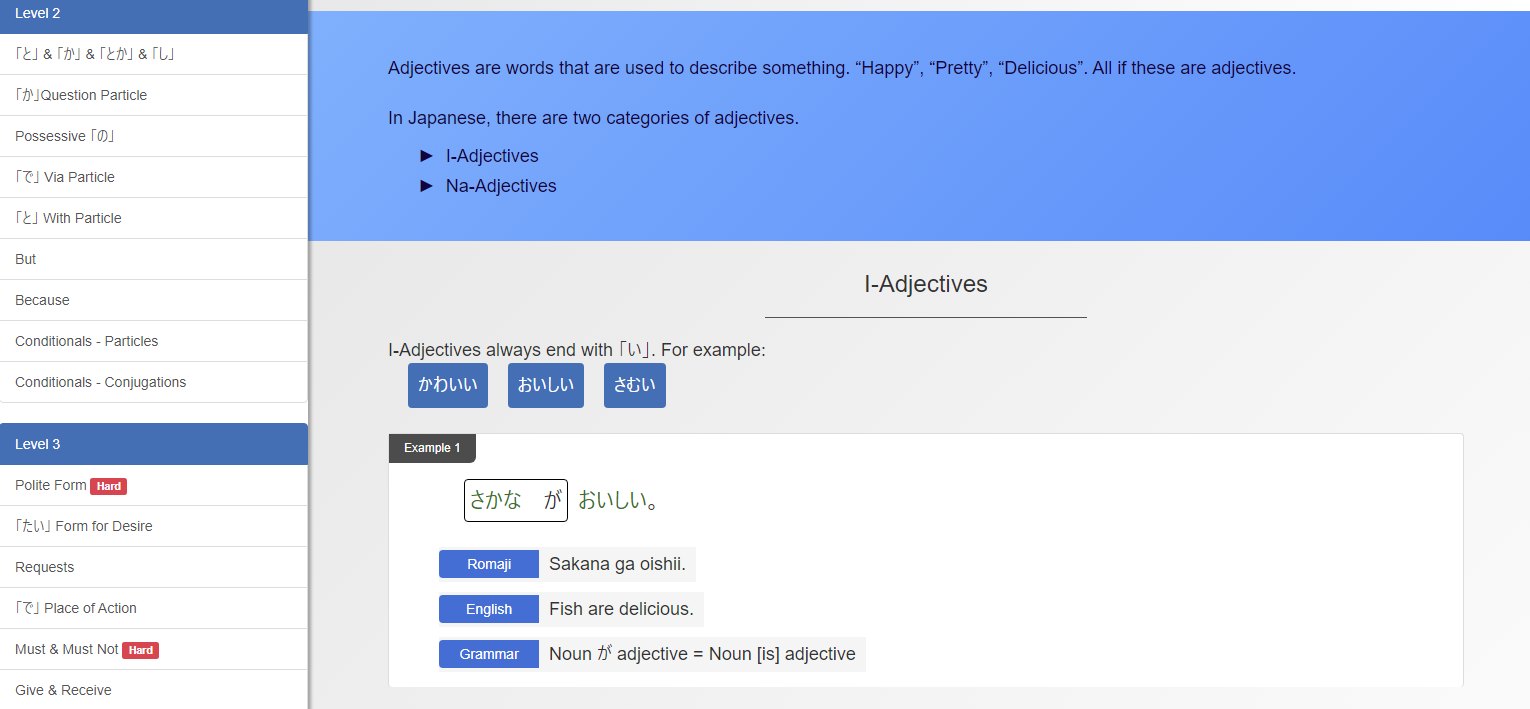 Level 2
「と」 & 「か」 & 「とか」 & 「し」
「か」Question Particle
Possessive 「の」
「で」 Via Particle
「と」 With Particle
But
Because
Conditionals - Particles
Conditionals - Conjugations
Level 3
Polite Form Hard
「たい」 Form for Desire
Requests
「で」 Place of Action
Must & Must Not Hard
Give & Receive
Adjectives are words that are used to describe something. “Happy”, “Pretty”, “Delicious”. All if these are adjectives.
In Japanese, there are two categories of adjectives.
► I-Adjectives
► Na-Adjectives
I-Adjectives
I-Adjectives always end with 「い」. For example:
かわいい おいしい さむい
Example 1
さかな が おいしい。
Romaji Sakana ga oishii.
English Fish are delicious.
Grammar Noun が adjective = Noun [is] adjective